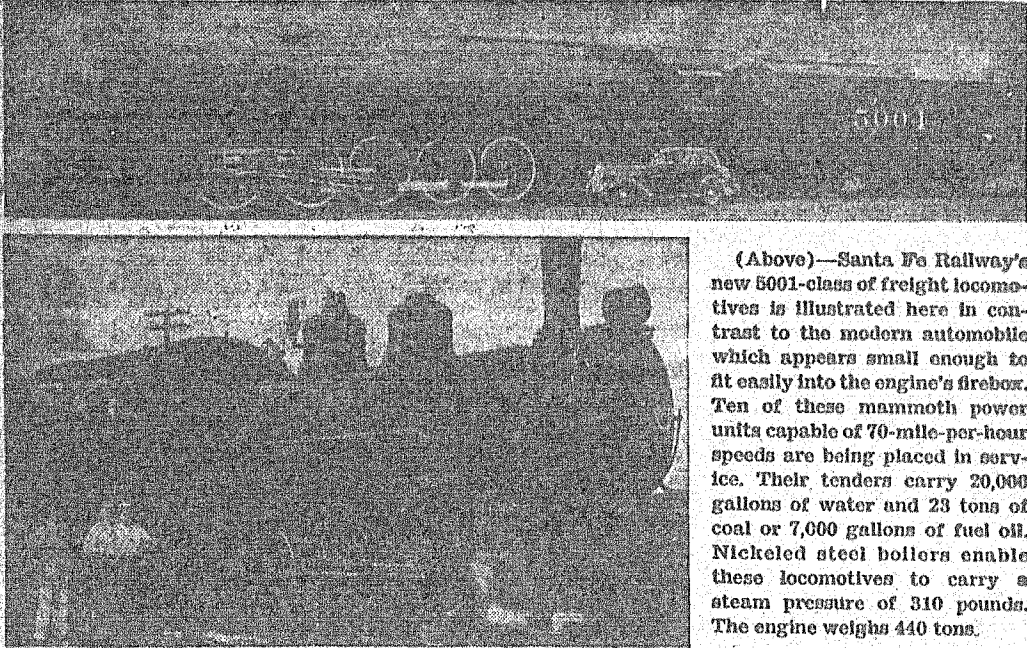 5001
(Above)—Santa Fe Railway's
new 5001-class of freight locomo-
tives is illustrated here in con-
trast to the modern automobile
which appears small enough to
fit easily into the engine's firebox.
Ten of these mammoth power
units capable of 70-mile-per-hour
speeds are being placed in serv-
ice. Their tenders carry 20,000
gallons of water and 23 tons of
coal or 7,000 gallons of fuel oil.
Nickeled steel boilers enable
these locomotives to carry a
steam pressure of 310 pounds.
The engine weighs 440 tons.